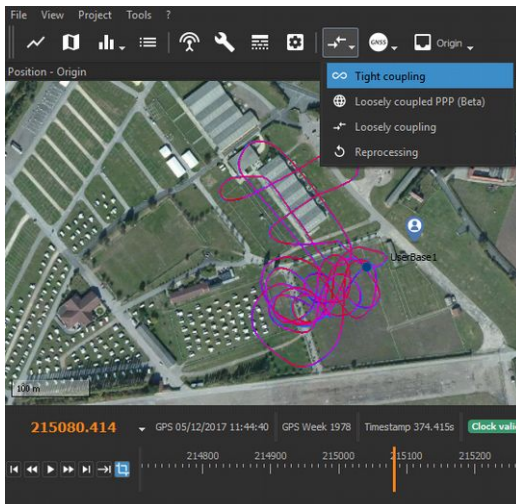 File View Project Tools ?
GNSS Origin
Position - Origin
Tight coupling
Loosely coupled PPP (Beta)
Loosely coupling
Reprocessing
UserBase1
100 m
215080.414 GPS 05/12/2017 11:44:40 GPS Week 1978 Timestamp 374.415s Clock valid
214800 214900 215000 215100 215200